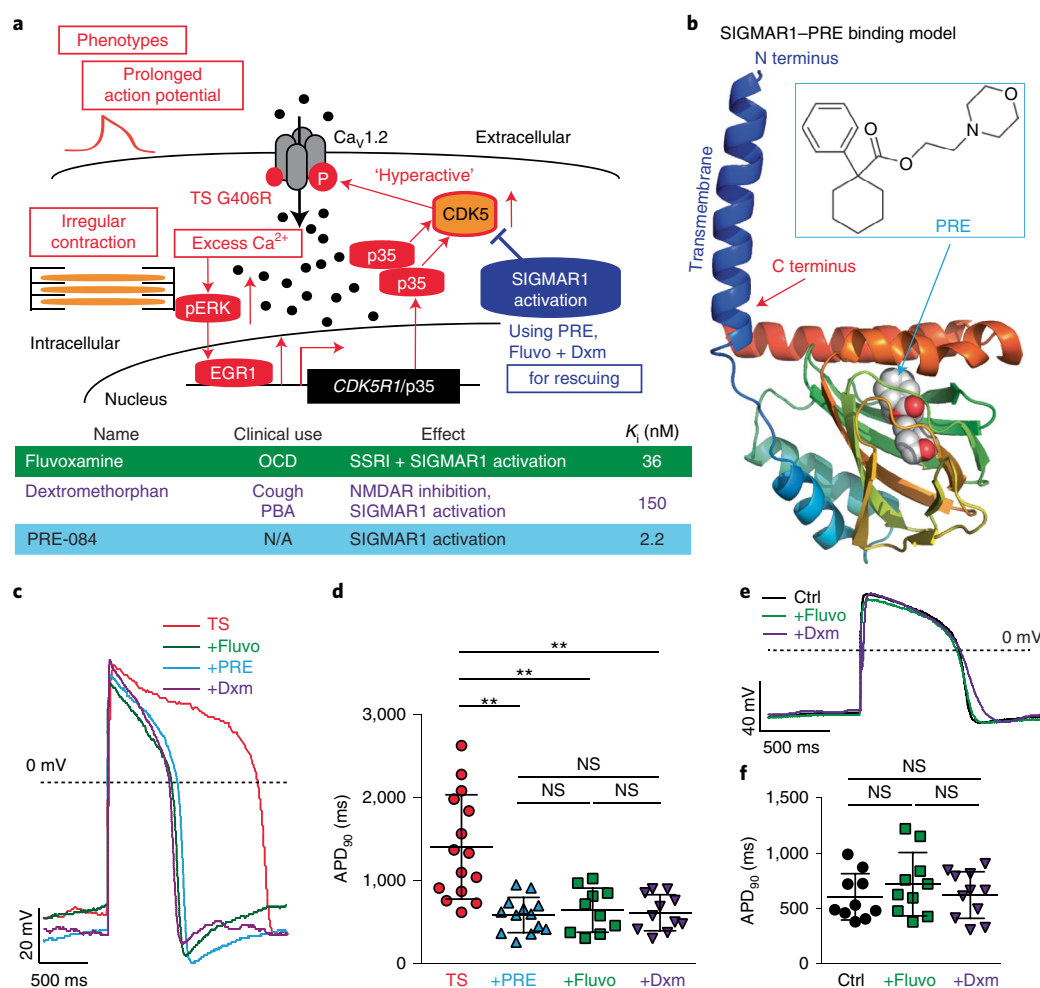 a
Phenotypes
Prolonged
action potential
Ca_V1.2
Extracellular
TS G406R
P
'Hyperactive'
CDK5
Irregular
contraction
Excess Ca²⁺
p35
p35
pERK
SIGMAR1
activation
Intracellular
Using PRE,
Fluvo + Dxm
for rescuing
EGR1
CDK5R1/p35
Nucleus
Name Clinical use Effect K_i (nM)
Fluvoxamine OCD SSRI + SIGMAR1 activation 36
Dextromethorphan Cough PBA NMDAR inhibition, SIGMAR1 activation 150
PRE-084 N/A SIGMAR1 activation 2.2
b
SIGMAR1–PRE binding model
N terminus
Transmembrane
O
N
O
O
PRE
C terminus
c
TS
+Fluvo
+PRE
+Dxm
0 mV
20 mV
500 ms
d
**
**
**
NS
NS NS
APD₉₀ (ms)
3,000
2,000
1,000
0
TS +PRE +Fluvo +Dxm
e
Ctrl
+Fluvo
+Dxm
0 mV
40 mV
500 ms
f
NS
NS NS
APD₉₀ (ms)
1,500
1,000
500
0
Ctrl +Fluvo +Dxm